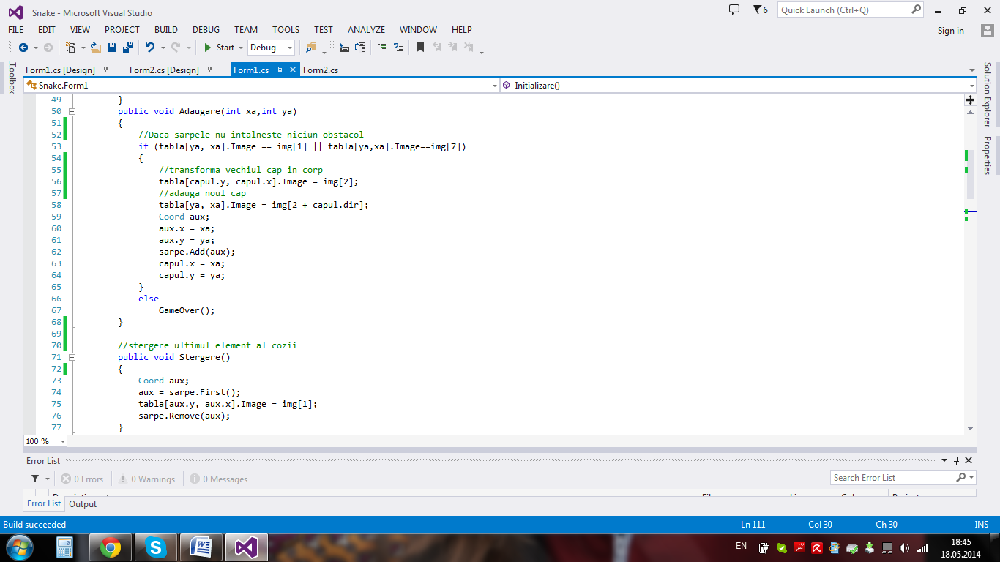 Snake - Microsoft Visual Studio
6
Quick Launch (Ctrl+Q)
FILE EDIT VIEW PROJECT BUILD DEBUG TEAM TOOLS TEST ANALYZE WINDOW HELP
Sign in
Start Debug
Toolbox
Form1.cs [Design] Form2.cs [Design] Form1.cs Form2.cs
Solution Explorer
Properties
Snake.Form1 Initializare()
49 }
50 public void Adaugare(int xa,int ya)
51 {
52 //Daca sarpele nu intalneste niciun obstacol
53 if (tabla[ya, xa].Image == img[1] || tabla[ya,xa].Image==img[7])
54 {
55 //transforma vechiul cap in corp
56 tabla[capul.y, capul.x].Image = img[2];
57 //adauga noul cap
58 tabla[ya, xa].Image = img[2 + capul.dir];
59 Coord aux;
60 aux.x = xa;
61 aux.y = ya;
62 sarpe.Add(aux);
63 capul.x = xa;
64 capul.y = ya;
65 }
66 else
67 GameOver();
68 }
69
70 //stergere ultimul element al cozii
71 public void Stergere()
72 {
73 Coord aux;
74 aux = sarpe.First();
75 tabla[aux.y, aux.x].Image = img[1];
76 sarpe.Remove(aux);
77 }
100 %
Error List
0 Errors 0 Warnings 0 Messages
Search Error List
Error List Output
Build succeeded Ln 111 Col 30 Ch 30 INS
EN
18:45
18.05.2014